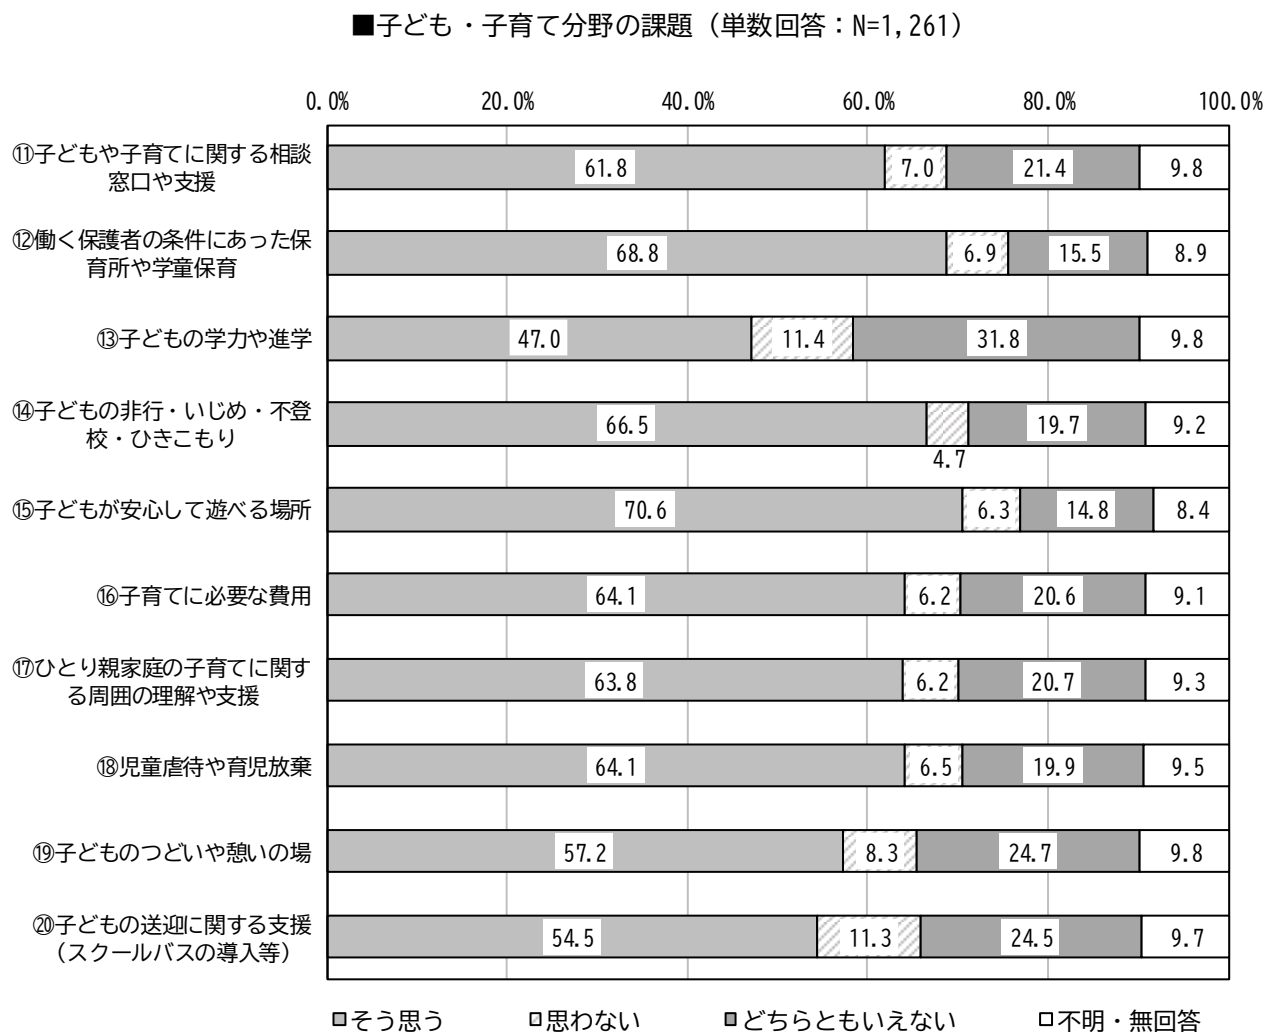 ■子ども・子育て分野の課題（単数回答：N=1,261）
0.0% 20.0% 40.0% 60.0% 80.0% 100.0%
⑪子どもや子育てに関する相談
窓口や支援
61.8 7.0 21.4 9.8
⑫働く保護者の条件にあった保
育所や学童保育
68.8 6.9 15.5 8.9
⑬子どもの学力や進学
47.0 11.4 31.8 9.8
⑭子どもの非行・いじめ・不登
校・ひきこもり
66.5 4.7 19.7 9.2
⑮子どもが安心して遊べる場所
70.6 6.3 14.8 8.4
⑯子育てに必要な費用
64.1 6.2 20.6 9.1
⑰ひとり親家庭の子育てに関す
る周囲の理解や支援
63.8 6.2 20.7 9.3
⑱児童虐待や育児放棄
64.1 6.5 19.9 9.5
⑲子どものつどいや憩いの場
57.2 8.3 24.7 9.8
⑳子どもの送迎に関する支援
（スクールバスの導入等）
54.5 11.3 24.5 9.7
そう思う 思わない どちらともいえない 不明・無回答